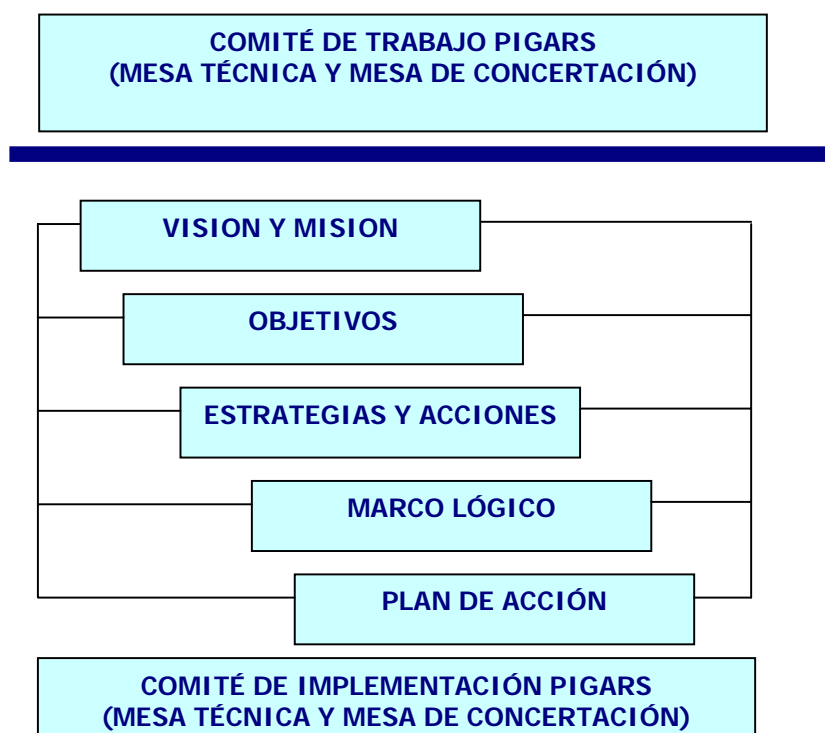 COMITÉ DE TRABAJO PIGARS
(MESA TÉCNICA Y MESA DE CONCERTACIÓN)
VISION Y MISION
OBJETIVOS
ESTRATEGIAS Y ACCIONES
MARCO LÓGICO
PLAN DE ACCIÓN
COMITÉ DE IMPLEMENTACIÓN PIGARS
(MESA TÉCNICA Y MESA DE CONCERTACIÓN)